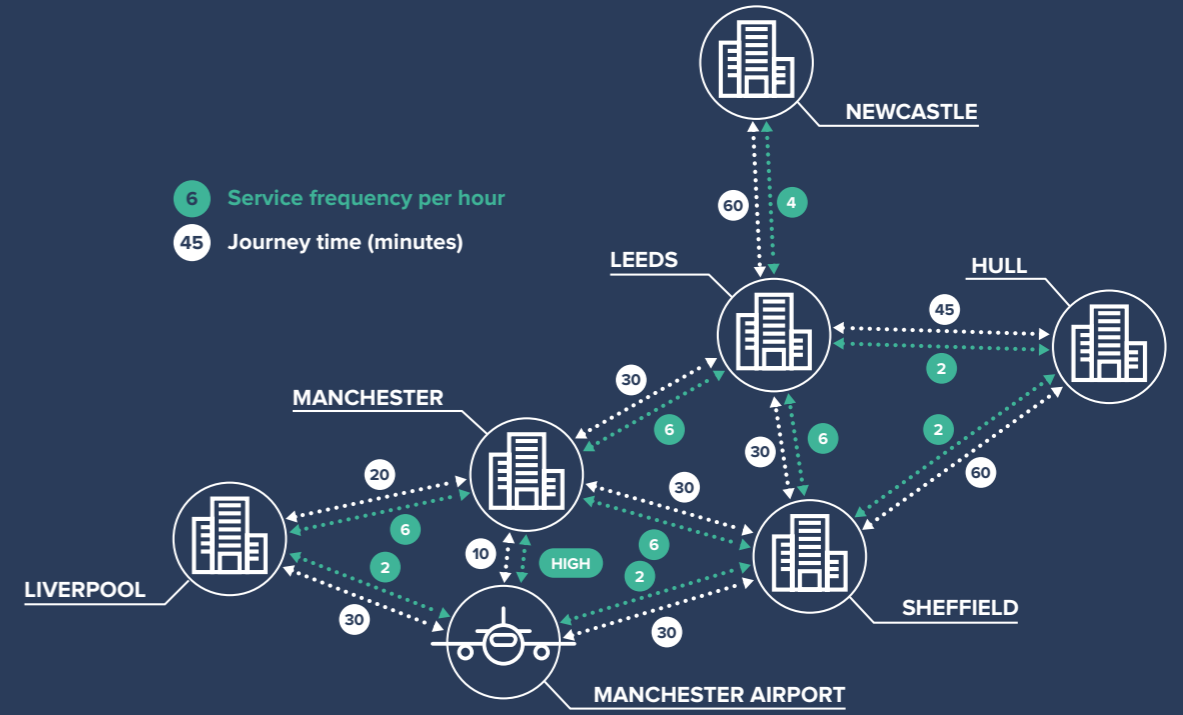 NEWCASTLE
6 Service frequency per hour
45 Journey time (minutes)
60
4
LEEDS
HULL
45
2
30
6
MANCHESTER
30
6
2
60
20
6
30
6
10
HIGH
2
2
30
30
LIVERPOOL
SHEFFIELD
MANCHESTER AIRPORT